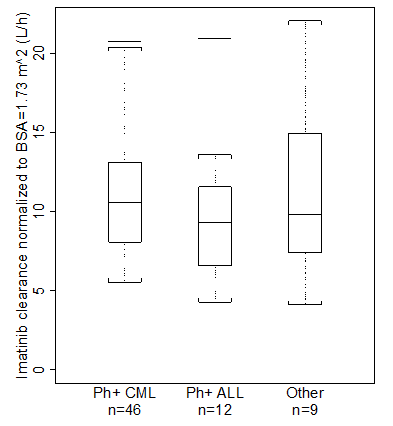 Imatinib clearance normalized to BSA=1.73 m^2 (L/h)
20
15
10
5
0
Ph+ CML Ph+ ALL Other
n=46 n=12 n=9